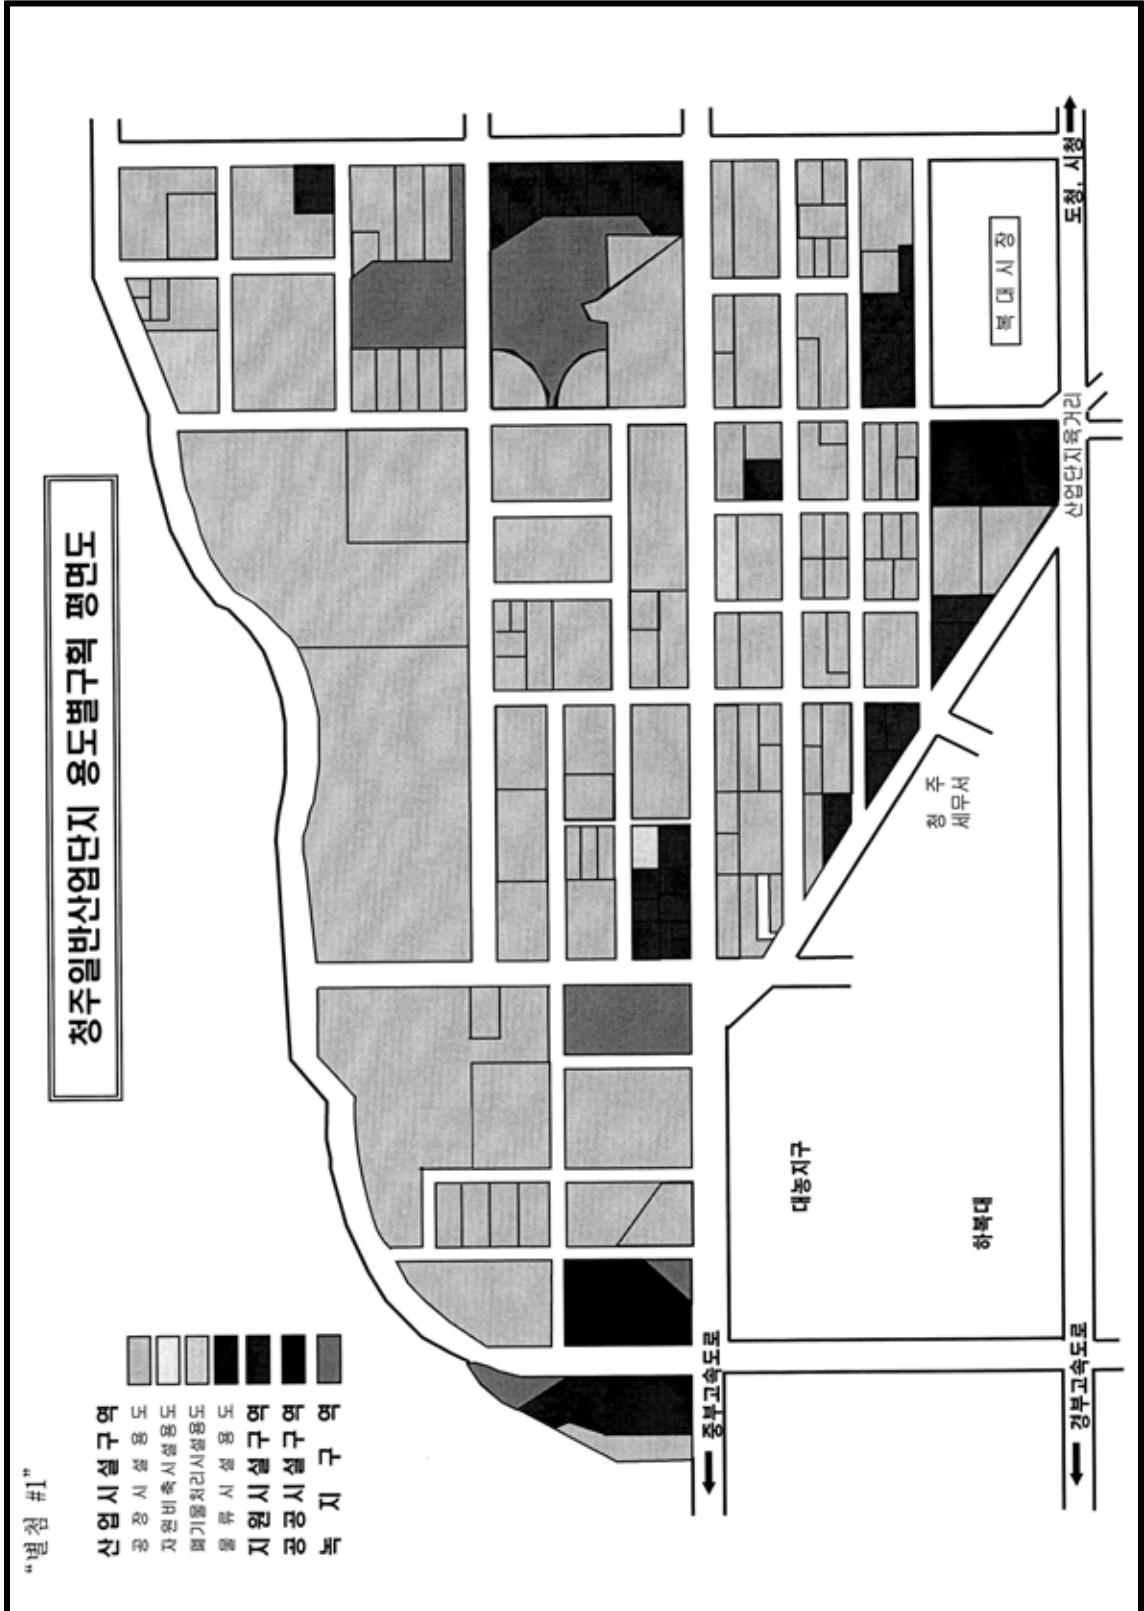 “별첨 #1”
청주일반산업단지 용도별구획 평면도
산업시설구역
공장시설용도
자원비축시설용도
폐기물처리시설용도
물류시설용도
지원시설구역
공공시설구역
녹지구역
도청, 시청
복대시장
산업단지육거리
청주
세무서
대농지구
하복대
중부고속도로
경부고속도로